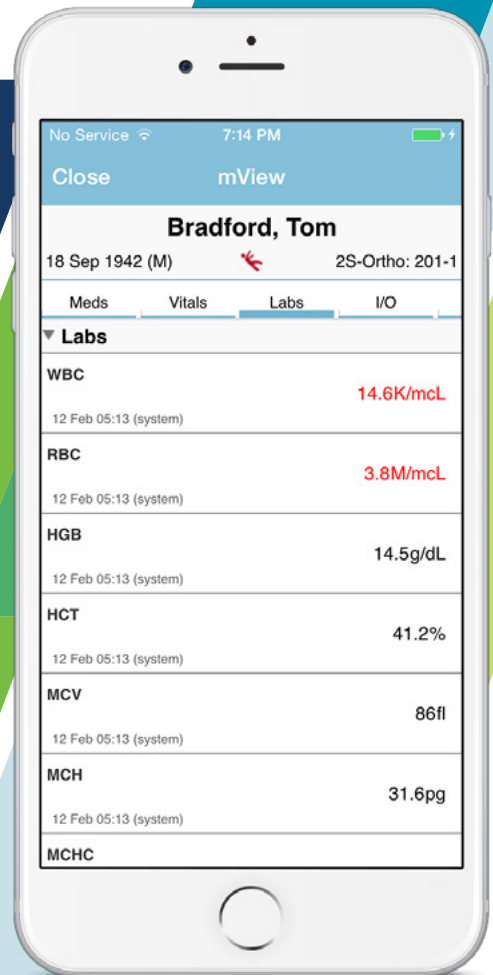 No Service 7:14 PM
Close mView
Bradford, Tom
18 Sep 1942 (M) 2S-Ortho: 201-1
Meds Vitals Labs I/O
Labs
WBC
14.6K/mcL
12 Feb 05:13 (system)
RBC
3.8M/mcL
12 Feb 05:13 (system)
HGB
14.5g/dL
12 Feb 05:13 (system)
HCT
41.2%
12 Feb 05:13 (system)
MCV
86fl
12 Feb 05:13 (system)
MCH
31.6pg
12 Feb 05:13 (system)
MCHC